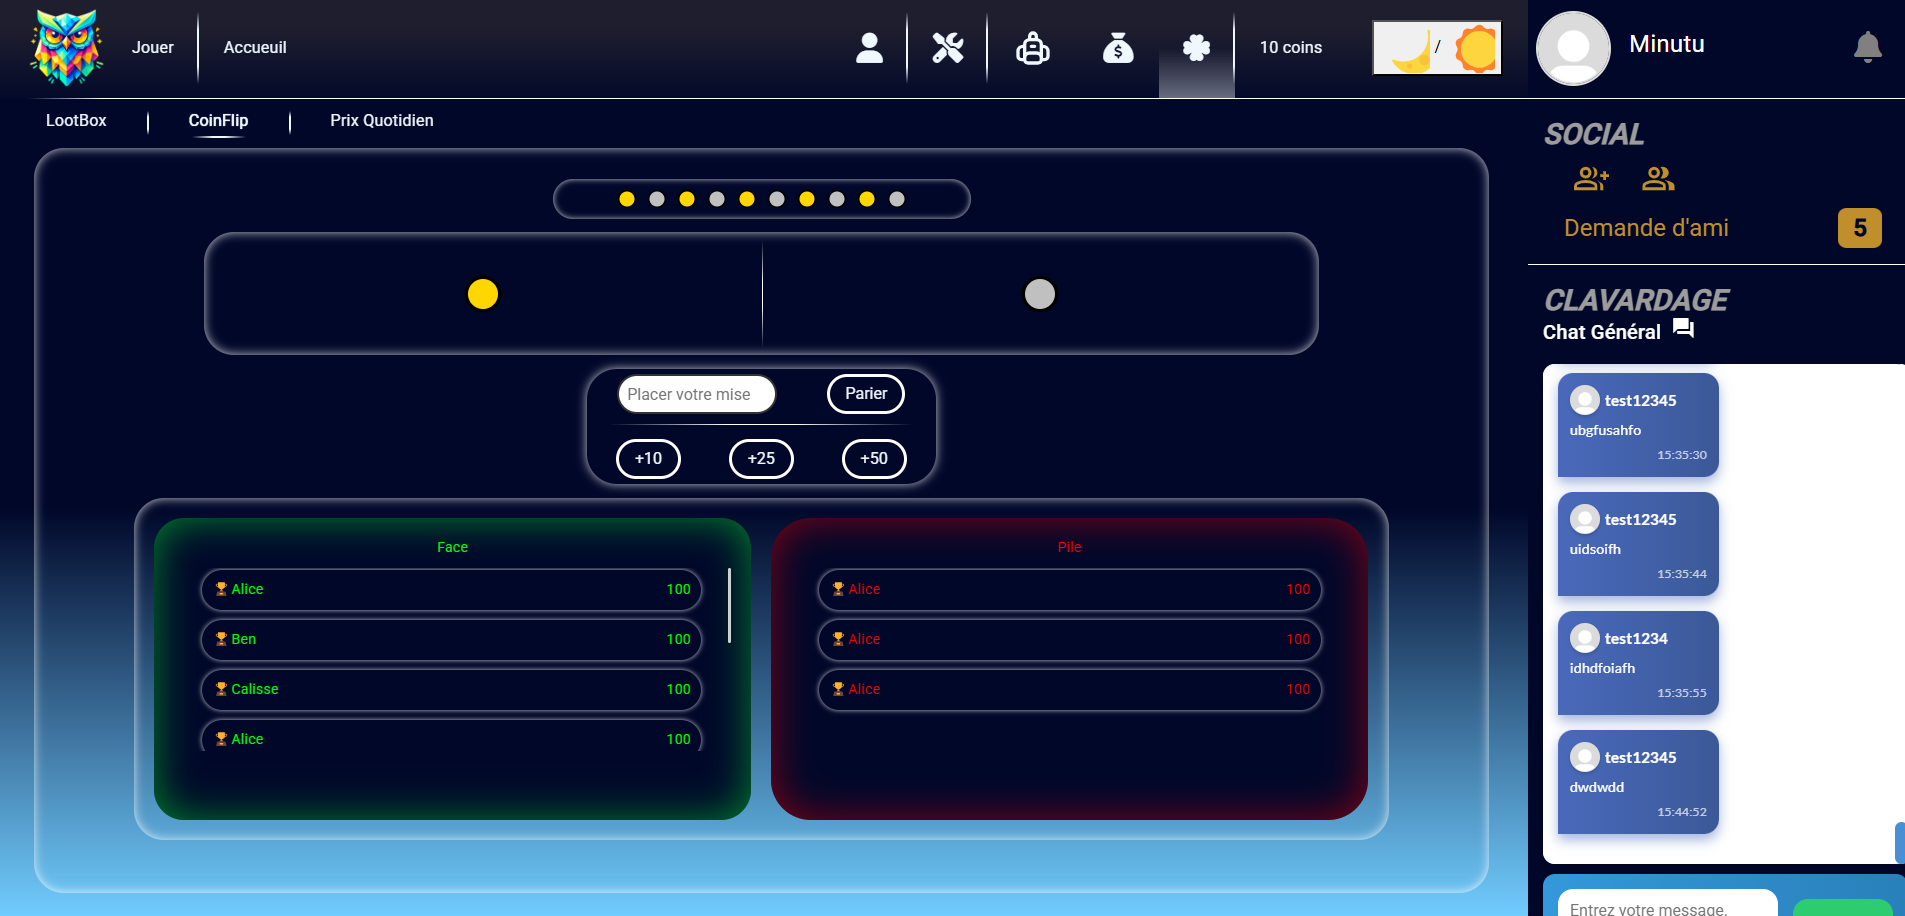 Jouer
Accueuil
10 coins
/
Minutu
LootBox
CoinFlip
Prix Quotidien
SOCIAL
Demande d'ami
5
CLAVARDAGE
Chat Général
Placer votre mise
Parier
+10
+25
+50
Face
Alice 100
Ben 100
Calisse 100
Alice 100
Pile
Alice 100
Alice 100
Alice 100
test12345
ubgfusahfo
15:35:30
test12345
uidsoifh
15:35:44
test1234
idhdfoiafh
15:35:55
test12345
dwdwdd
15:44:52
Entrez votre message.